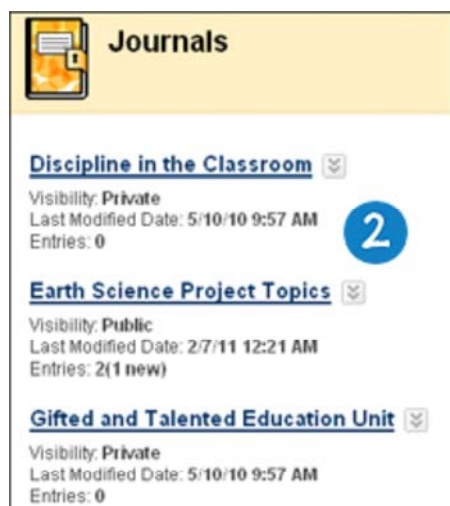 Journals
Discipline in the Classroom
Visibility: Private
Last Modified Date: 5/10/10 9:57 AM
Entries: 0
2
Earth Science Project Topics
Visibility: Public
Last Modified Date: 2/7/11 12:21 AM
Entries: 2(1 new)
Gifted and Talented Education Unit
Visibility: Private
Last Modified Date: 5/10/10 9:57 AM
Entries: 0